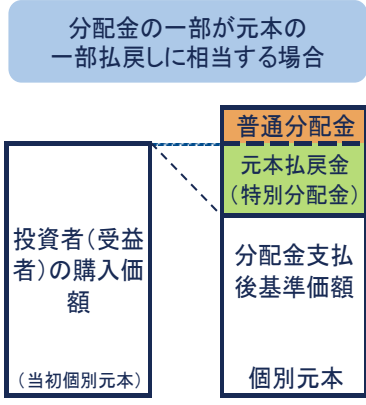 分配金の一部が元本の
一部払戻しに相当する場合
普通分配金
元本払戻金
（特別分配金）
投資者（受益
者）の購入価
額
（当初個別元本）
分配金支払
後基準価額
個別元本